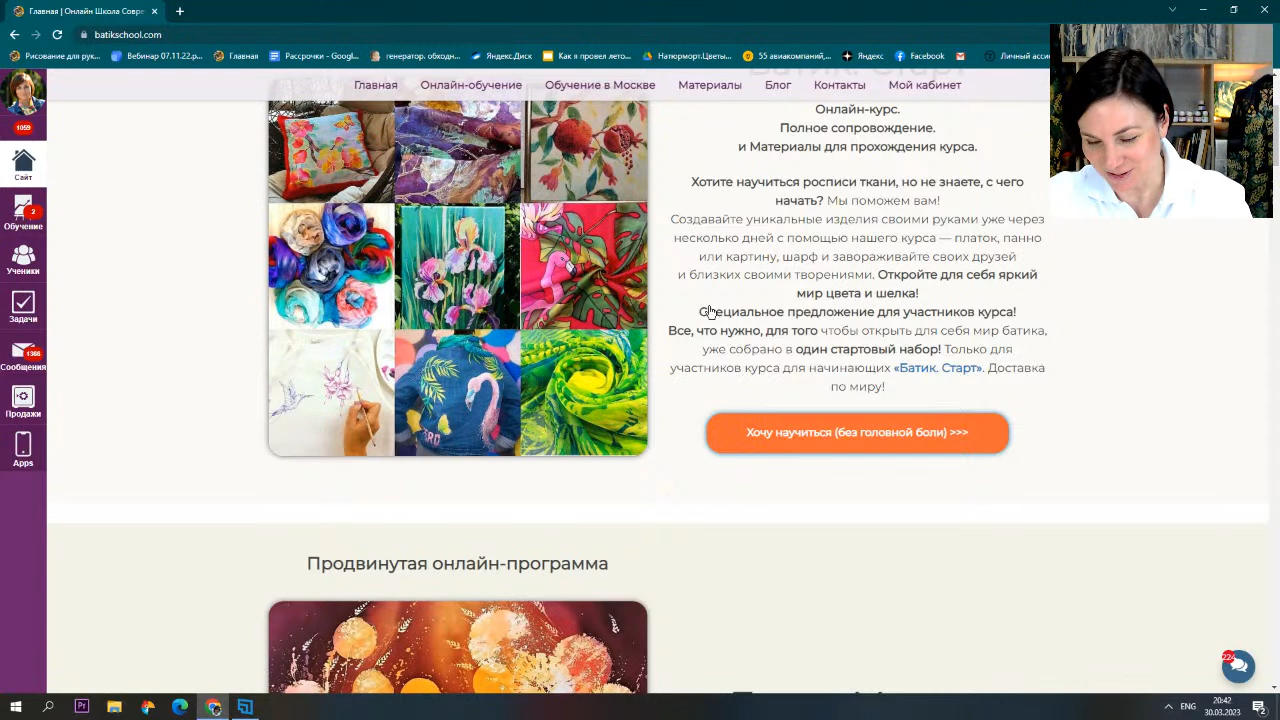 Главная | Онлайн Школа Совре
batikschool.com
Рисование для рук...
Вебинар 07.11.22.р...
Главная
Рассрочки - Googl...
генератор. обходн...
Яндекс.Диск
Как я провел лето...
Натюрморт.Цветы...
55 авиакомпаний,...
Яндекс
Facebook
Личный асси
1059
Сайт
2
Обучение
Ученики
Задачи
1366
Сообщения
Продажи
Apps
Главная
Онлайн-обучение
Обучение в Москве
Материалы
Блог
Контакты
Мой кабинет
Батик. Старт
Онлайн-курс.
Полное сопровождение.
и Материалы для прохождения курса.
Хотите научиться росписи ткани, но не знаете, с чего
начать? Мы поможем вам!
Создавайте уникальные изделия своими руками уже через
несколько дней с помощью нашего курса — платок, панно
или картину, шарф и завораживайте своих друзей
и близких своими творениями. Откройте для себя яркий
мир цвета и шелка!
Специальное предложение для участников курса!
Все, что нужно, для того чтобы открыть для себя мир батика,
уже собрано в один стартовый набор! Только для
участников курса для начинающих «Батик. Старт». Доставка
по миру!
Хочу научиться (без головной боли) >>>
Продвинутая онлайн-программа
224
ENG
20:42
30.03.2023
2